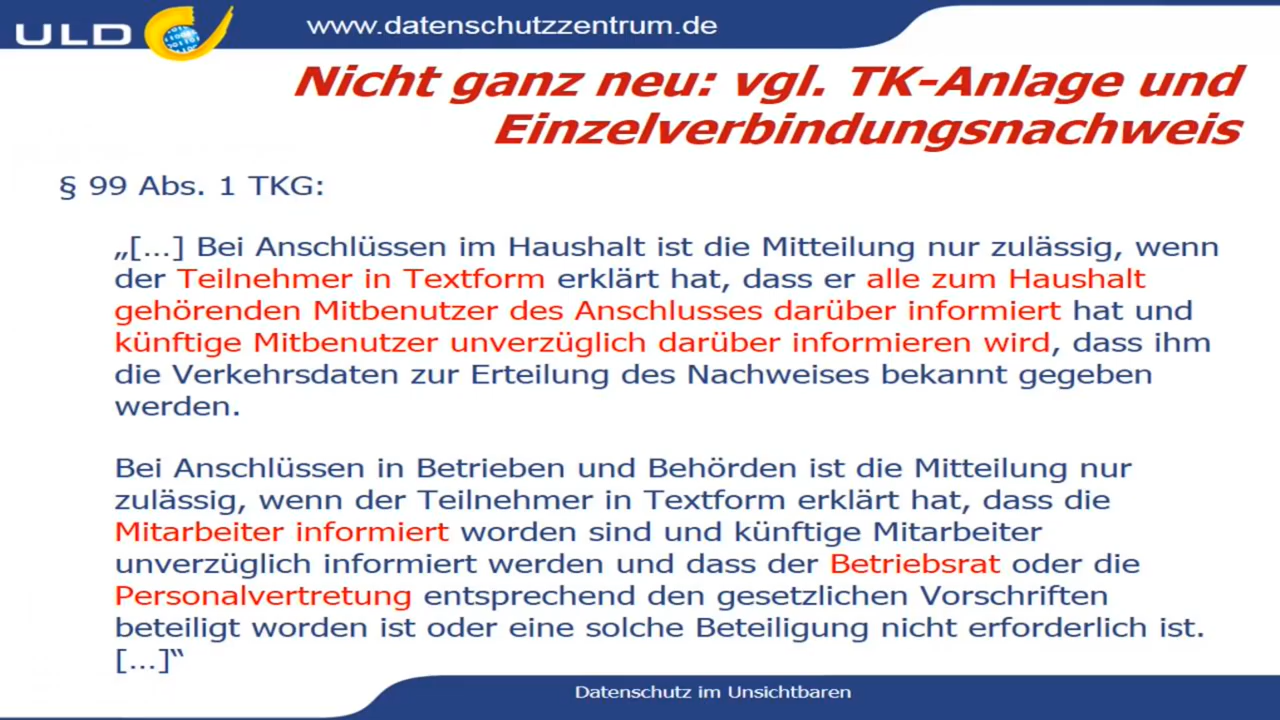 ULD
www.datenschutzzentrum.de
Nicht ganz neu: vgl. TK-Anlage und
Einzelverbindungsnachweis
§ 99 Abs. 1 TKG:
„[...] Bei Anschlüssen im Haushalt ist die Mitteilung nur zulässig, wenn
der Teilnehmer in Textform erklärt hat, dass er alle zum Haushalt
gehörenden Mitbenutzer des Anschlusses darüber informiert hat und
künftige Mitbenutzer unverzüglich darüber informieren wird, dass ihm
die Verkehrsdaten zur Erteilung des Nachweises bekannt gegeben
werden.
Bei Anschlüssen in Betrieben und Behörden ist die Mitteilung nur
zulässig, wenn der Teilnehmer in Textform erklärt hat, dass die
Mitarbeiter informiert worden sind und künftige Mitarbeiter
unverzüglich informiert werden und dass der Betriebsrat oder die
Personalvertretung entsprechend den gesetzlichen Vorschriften
beteiligt worden ist oder eine solche Beteiligung nicht erforderlich ist.
[...]“
Datenschutz im Unsichtbaren